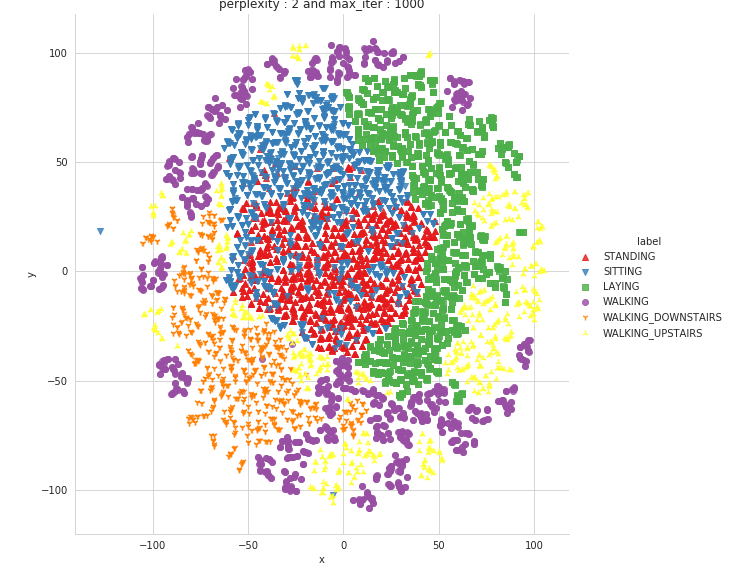 perplexity : 2 and max_iter : 1000
100
50
0
−50
−100
y
−100
−50
0
50
100
x
label
STANDING
SITTING
LAYING
WALKING
WALKING_DOWNSTAIRS
WALKING_UPSTAIRS